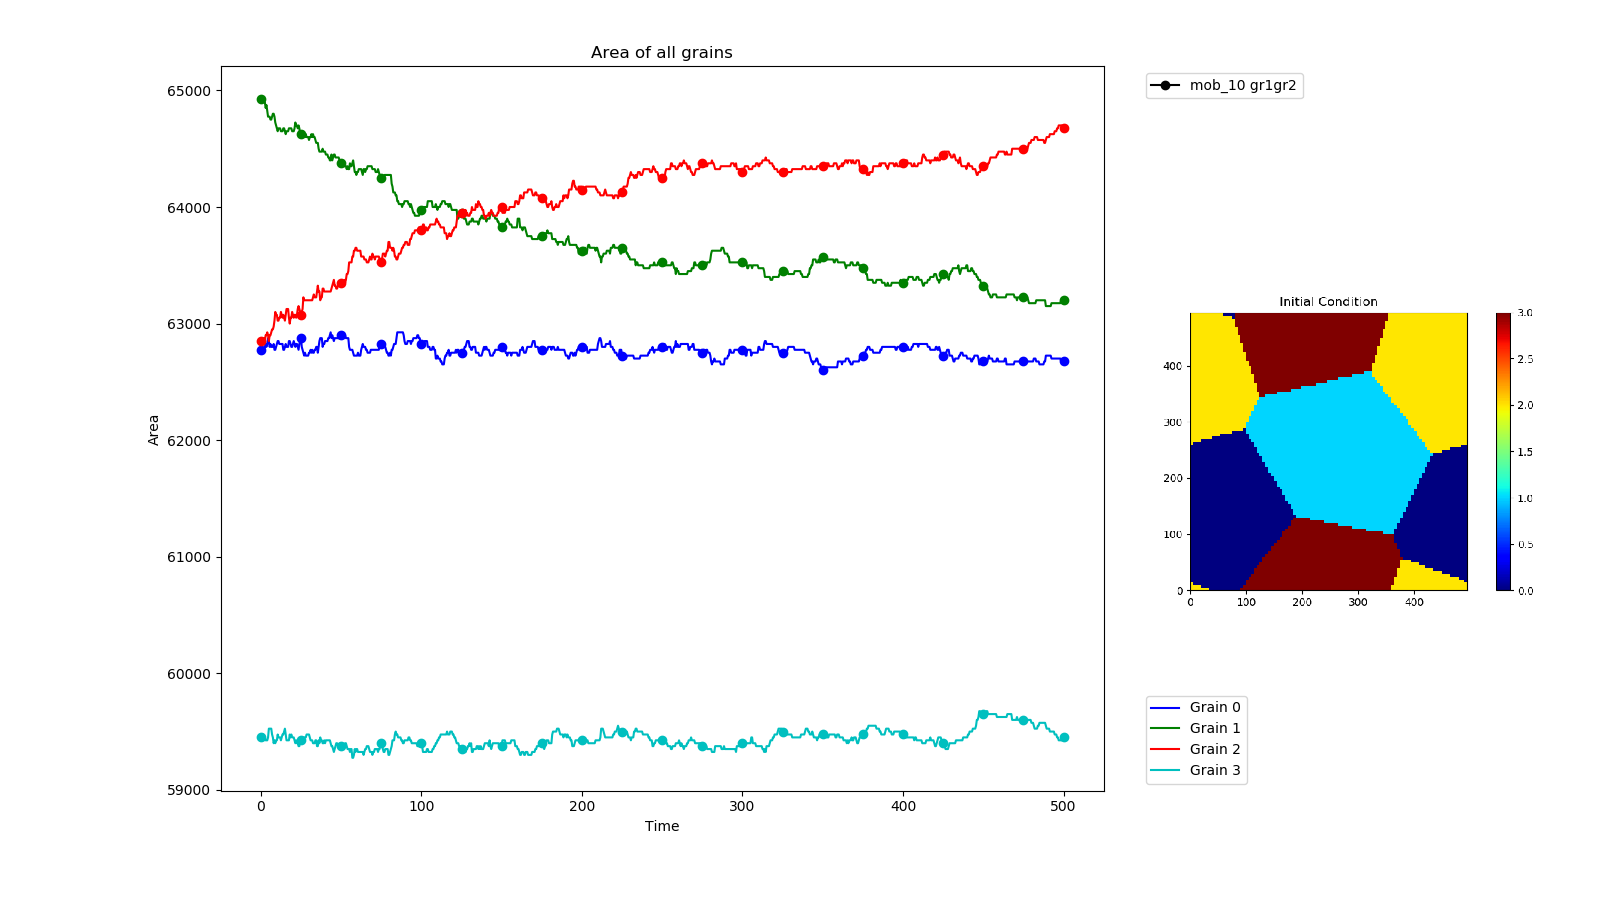 Area of all grains
65000
64000
63000
62000
61000
60000
59000
Area
0 100 200 300 400 500
Time
mob_10 gr1gr2
Initial Condition
400
300
200
100
0
0 100 200 300 400
3.0
2.5
2.0
1.5
1.0
0.5
0.0
Grain 0
Grain 1
Grain 2
Grain 3